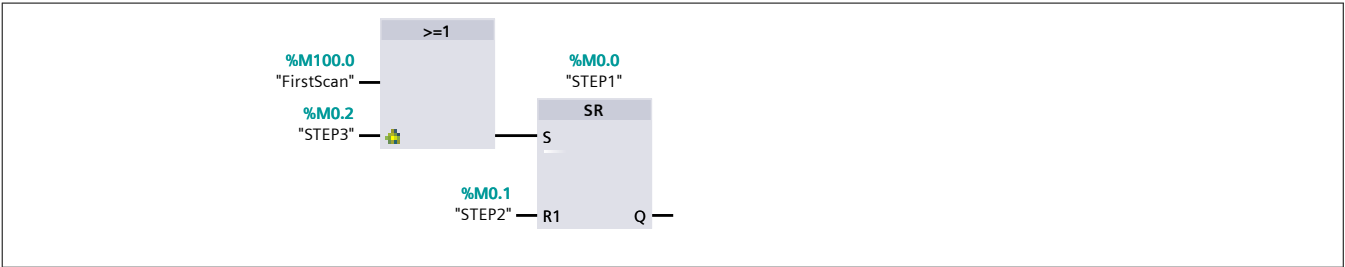 >=1
%M100.0
"FirstScan"
%M0.2
"STEP3"
%M0.0
"STEP1"
SR
S
%M0.1
"STEP2"
R1
Q